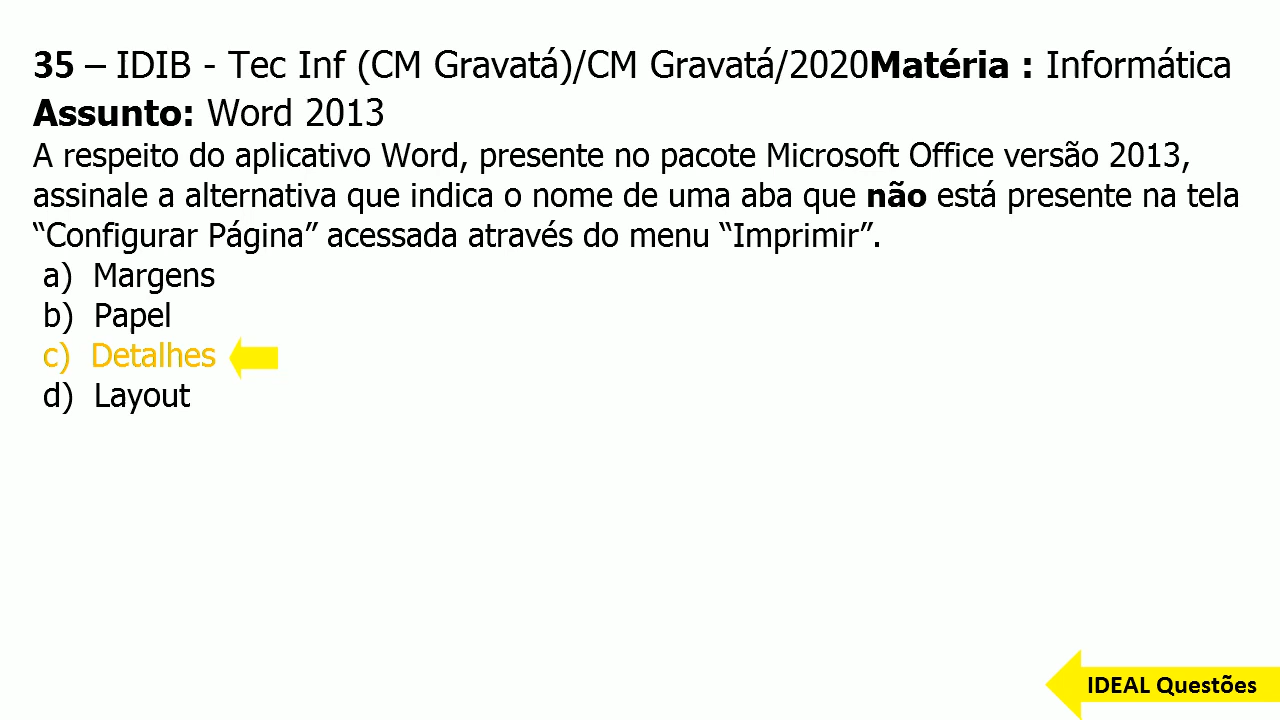 35 – IDIB - Tec Inf (CM Gravatá)/CM Gravatá/2020Matéria : Informática
Assunto: Word 2013
A respeito do aplicativo Word, presente no pacote Microsoft Office versão 2013,
assinale a alternativa que indica o nome de uma aba que não está presente na tela
“Configurar Página” acessada através do menu “Imprimir”.
a) Margens
b) Papel
c) Detalhes
d) Layout
IDEAL Questões